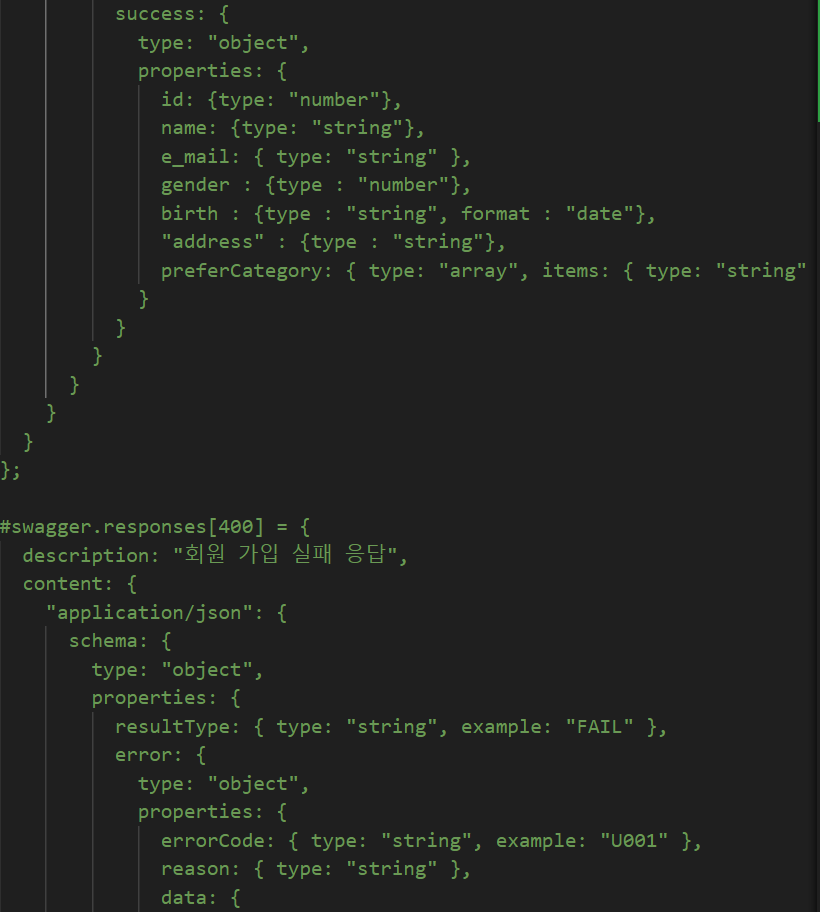 success: {
type: "object",
properties: {
id: {type: "number"},
name: {type: "string"},
e_mail: { type: "string" },
gender : {type : "number"},
birth : {type : "string", format : "date"},
"address" : {type : "string"},
preferCategory: { type: "array", items: { type: "string"
}
}
}
}
}
}
};
#swagger.responses[400] = {
description: "회원 가입 실패 응답",
content: {
"application/json": {
schema: {
type: "object",
properties: {
resultType: { type: "string", example: "FAIL" },
error: {
type: "object",
properties: {
errorCode: { type: "string", example: "U001" },
reason: { type: "string" },
data: {